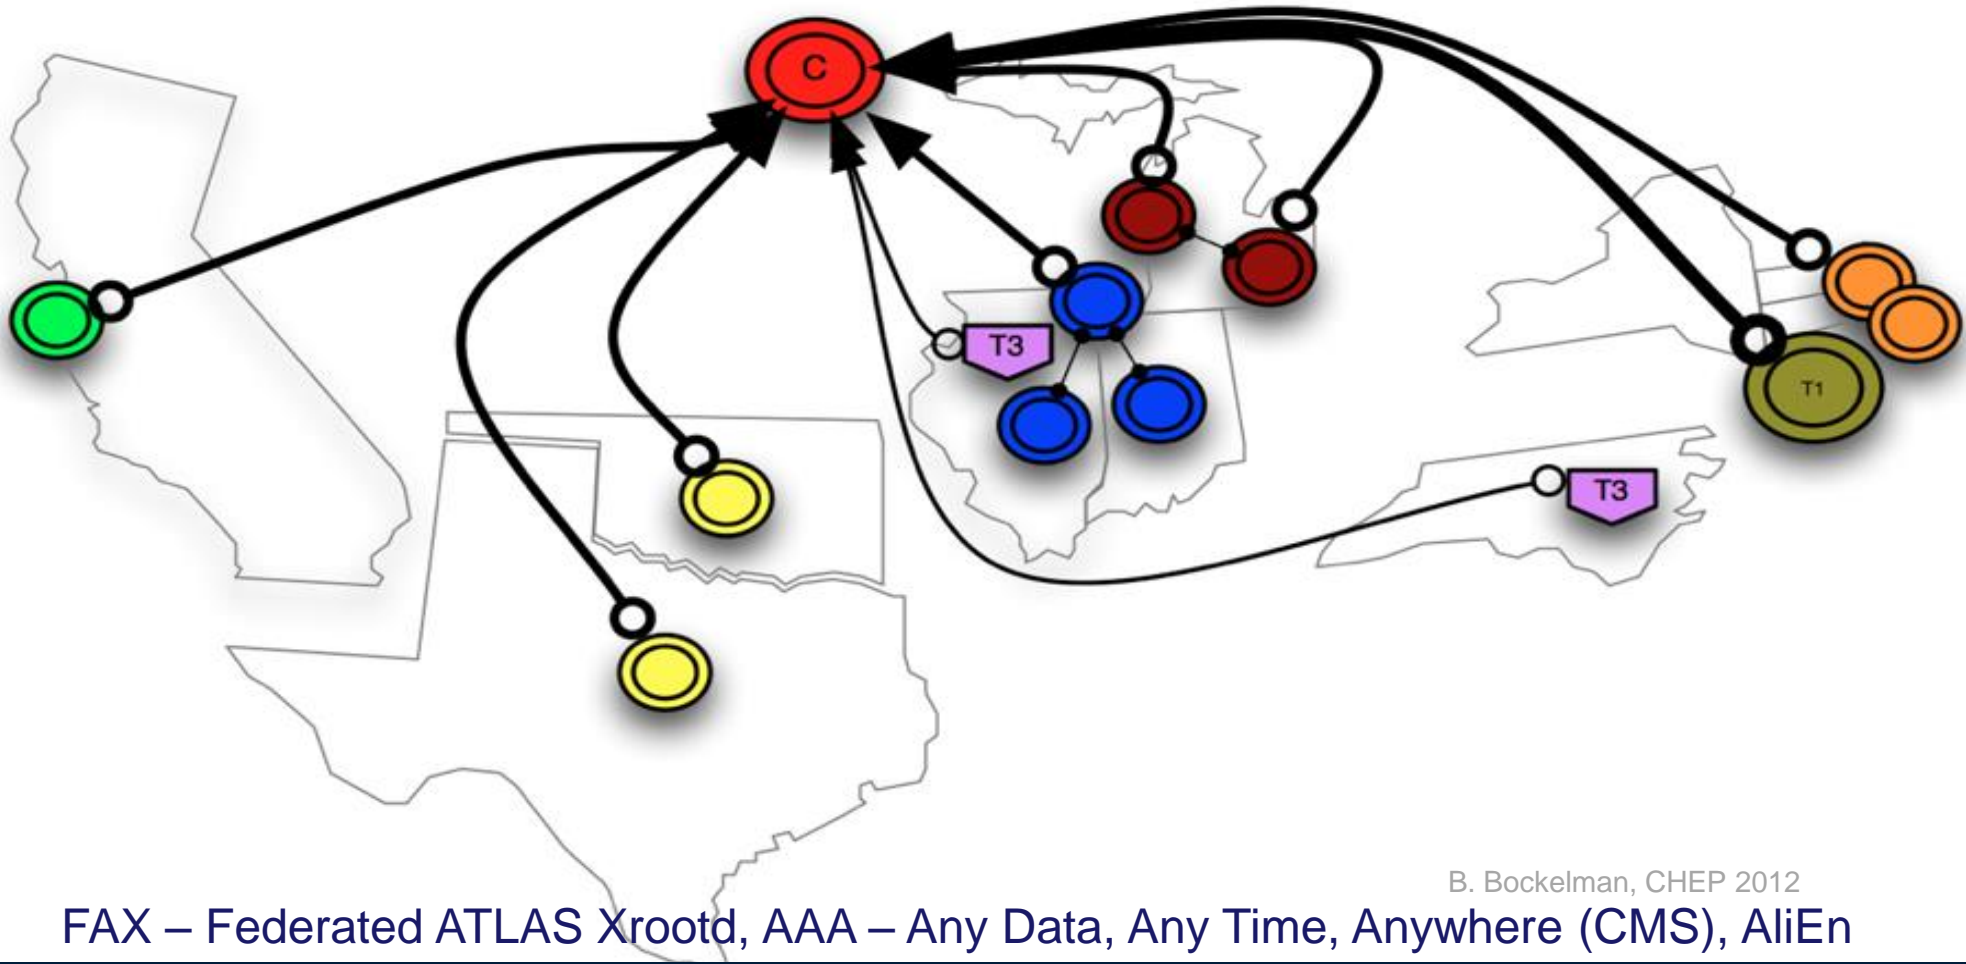 C
T3
T1
T3
B. Bockelman, CHEP 2012
FAX – Federated ATLAS Xrootd, AAA – Any Data, Any Time, Anywhere (CMS), AliEn